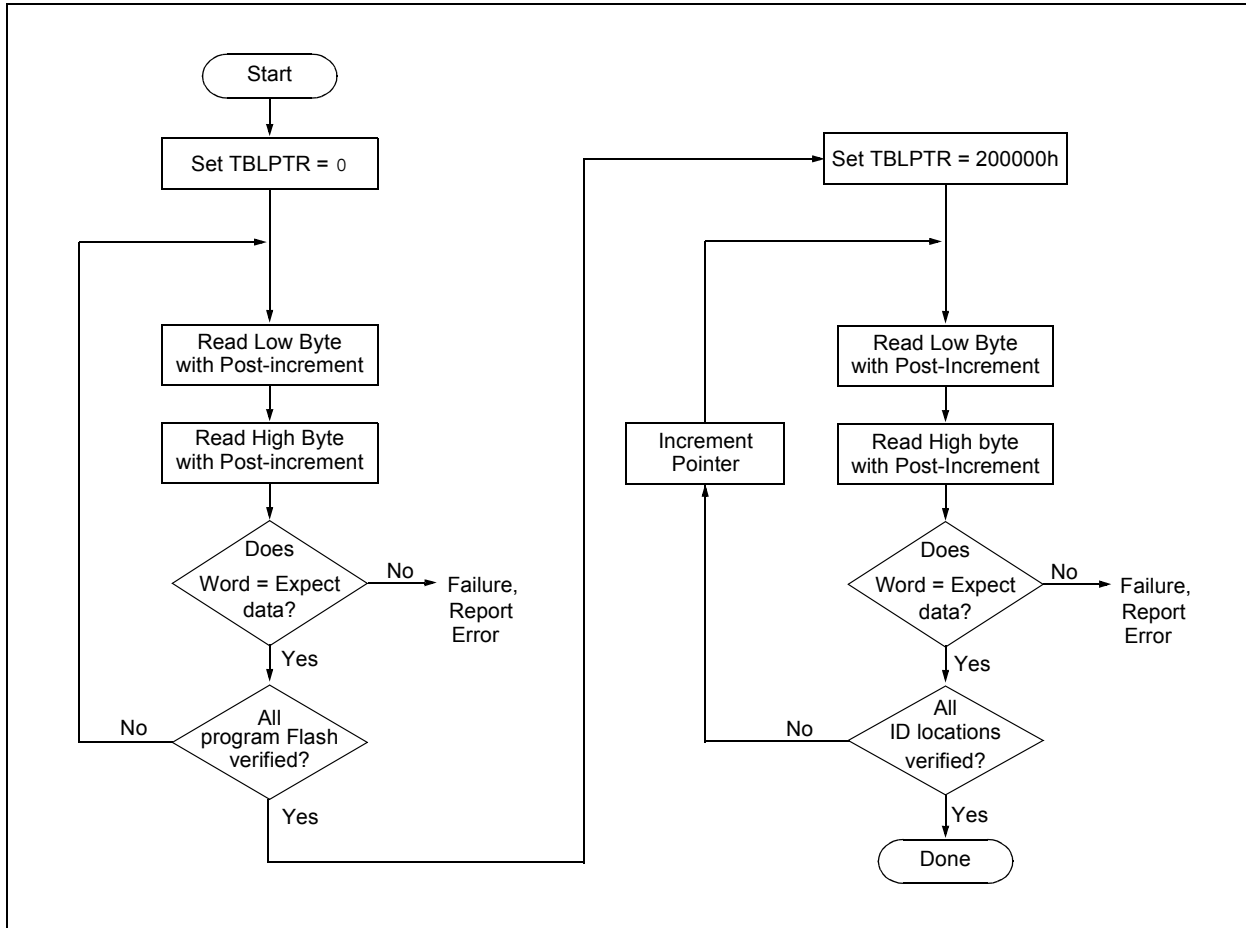 Start
Set TBLPTR = 0
Read Low Byte
with Post-increment
Read High Byte
with Post-increment
Does
Word = Expect
data?
No
Failure,
Report
Error
Yes
All
program Flash
verified?
No
Yes
Set TBLPTR = 200000h
Read Low Byte
with Post-Increment
Increment
Pointer
Read High byte
with Post-Increment
Does
Word = Expect
data?
No
Failure,
Report
Error
Yes
All
ID locations
verified?
No
Yes
Done